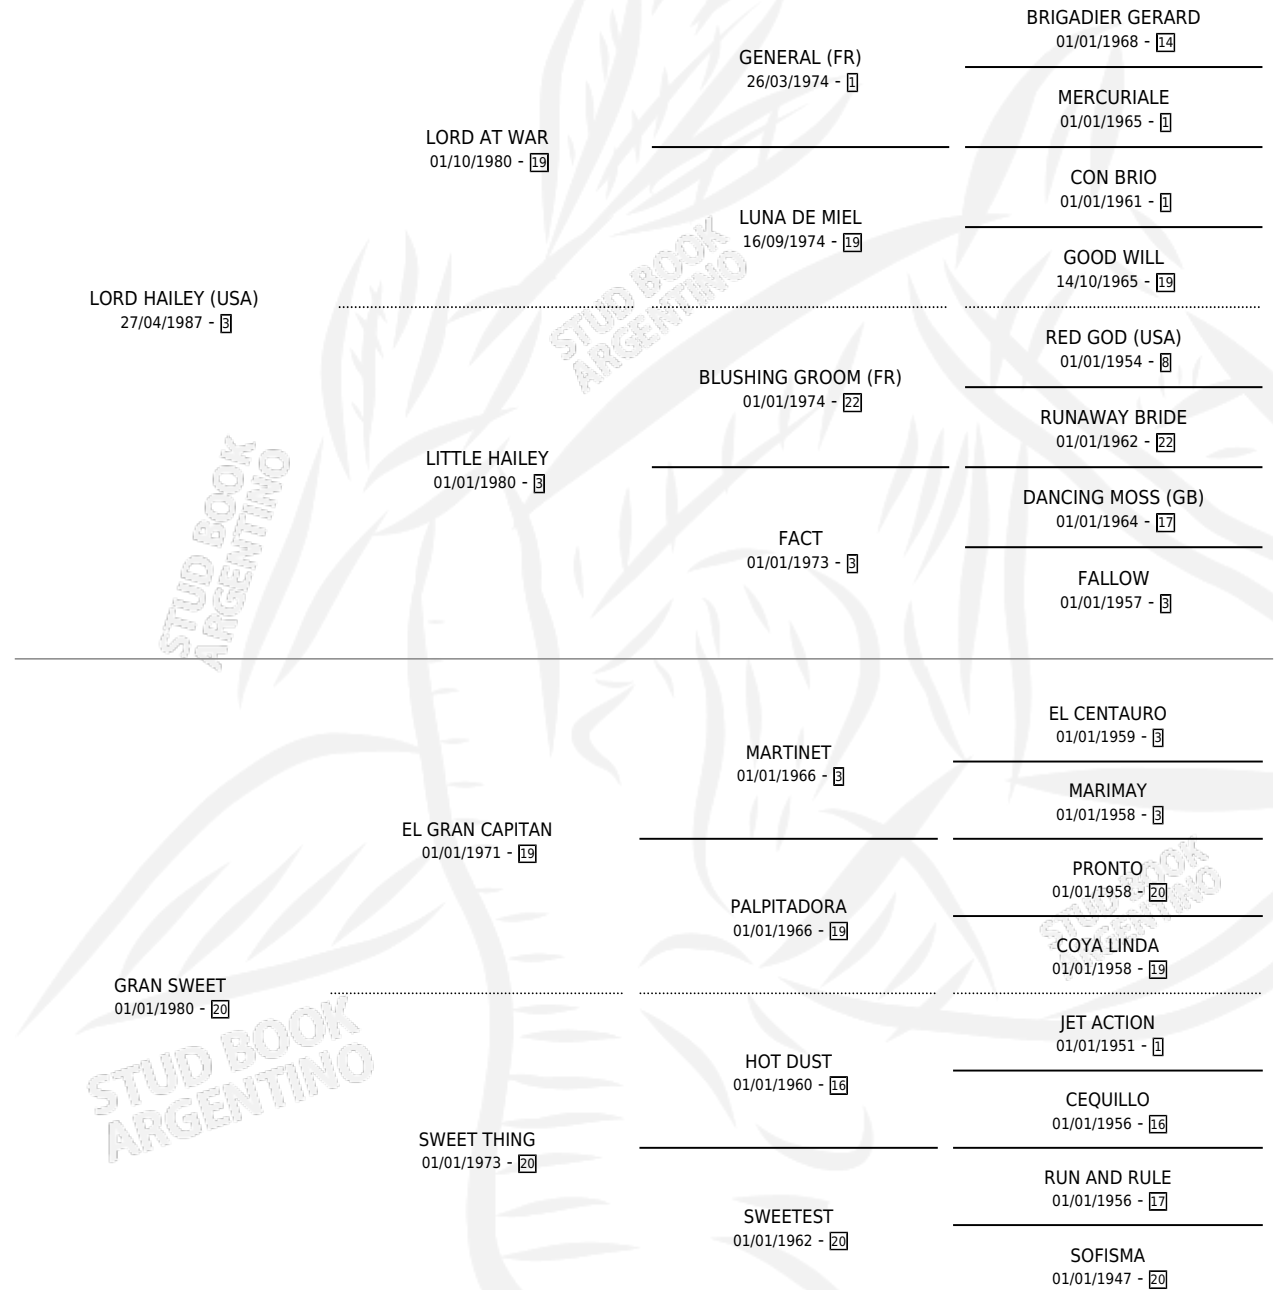 BRIGADIER GERARD
01/01/1968 - 14
GENERAL (FR)
26/03/1974 - 1
MERCURIALE
01/01/1965 - 1
LORD AT WAR
01/10/1980 - 19
CON BRIO
01/01/1961 - 1
LUNA DE MIEL
16/09/1974 - 19
GOOD WILL
14/10/1965 - 19
LORD HAILEY (USA)
27/04/1987 - 3
RED GOD (USA)
01/01/1954 - 8
BLUSHING GROOM (FR)
01/01/1974 - 22
RUNAWAY BRIDE
01/01/1962 - 22
LITTLE HAILEY
01/01/1980 - 3
DANCING MOSS (GB)
01/01/1964 - 17
FACT
01/01/1973 - 3
FALLOW
01/01/1957 - 3
EL CENTAURO
01/01/1959 - 3
MARTINET
01/01/1966 - 3
MARIMAY
01/01/1958 - 3
EL GRAN CAPITAN
01/01/1971 - 19
PRONTO
01/01/1958 - 20
PALPITADORA
01/01/1966 - 19
COYA LINDA
01/01/1958 - 19
GRAN SWEET
01/01/1980 - 20
JET ACTION
01/01/1951 - 1
HOT DUST
01/01/1960 - 16
CEQUILLO
01/01/1956 - 16
SWEET THING
01/01/1973 - 20
RUN AND RULE
01/01/1956 - 17
SWEETEST
01/01/1962 - 20
SOFISMA
01/01/1947 - 20
STUD BOOK
ARGENTINO
STUD BOOK
ARGENTINO
STUD BOOK
ARGENTINO
STUD BOOK
ARGENTINO